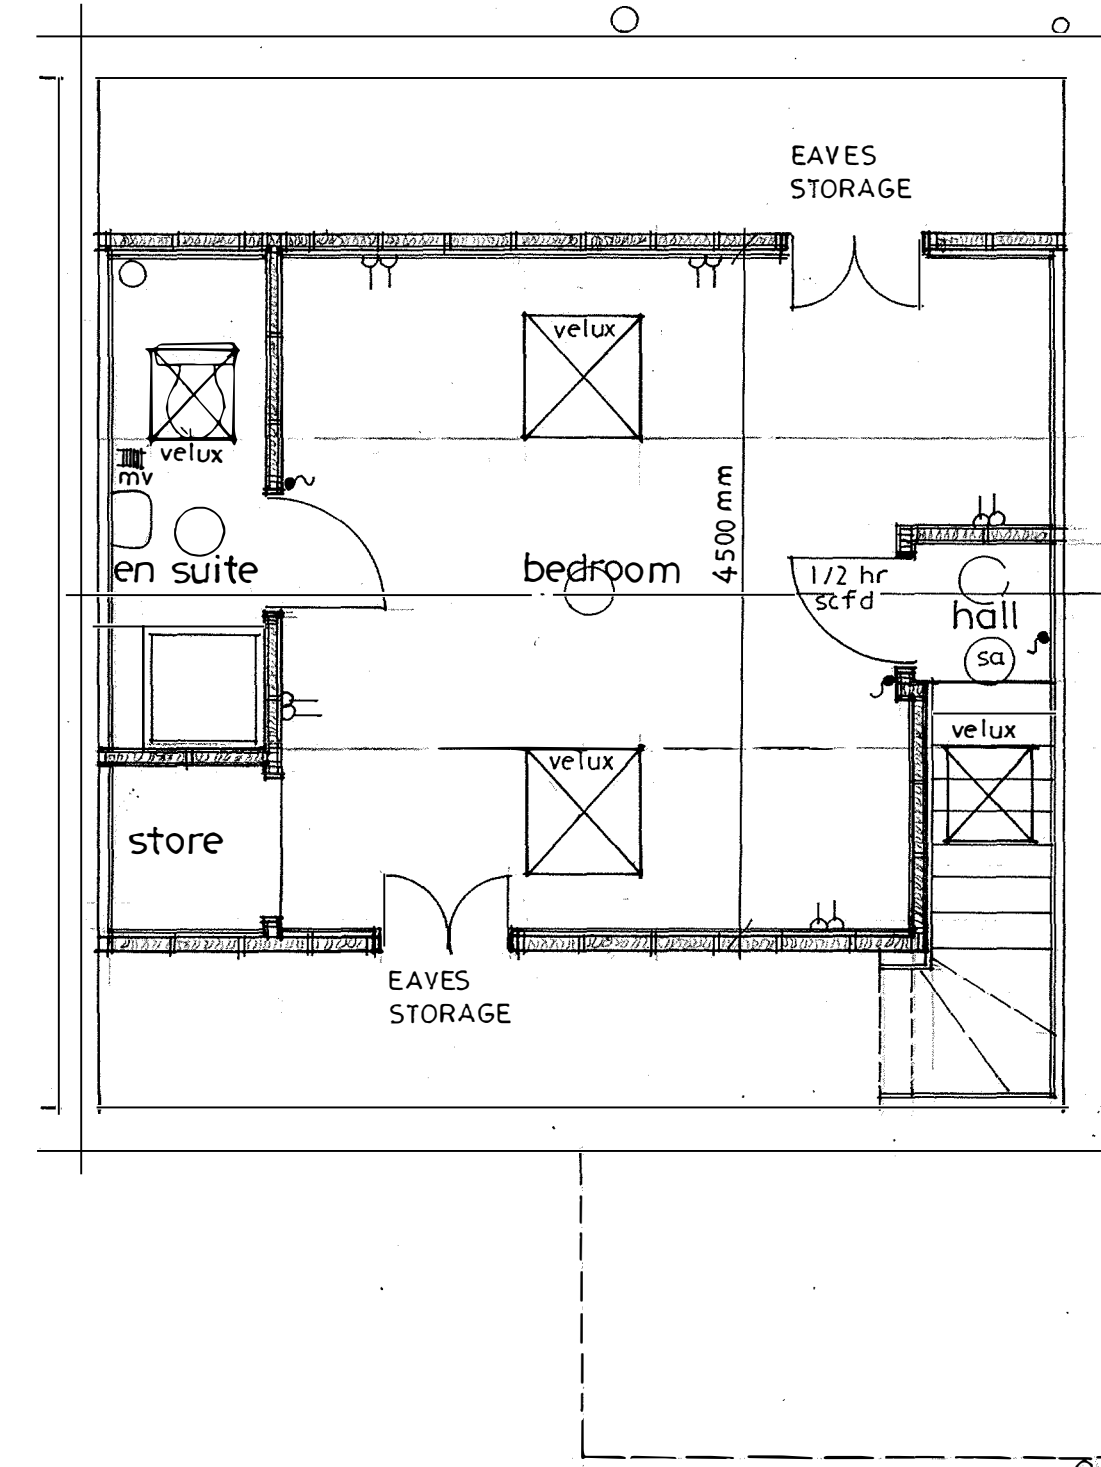 EAVES
STORAGE
velux
velux
mv
4500 mm
en suite
bedroom
1/2 hr
scfd
hall
sa
velux
velux
store
EAVES
STORAGE